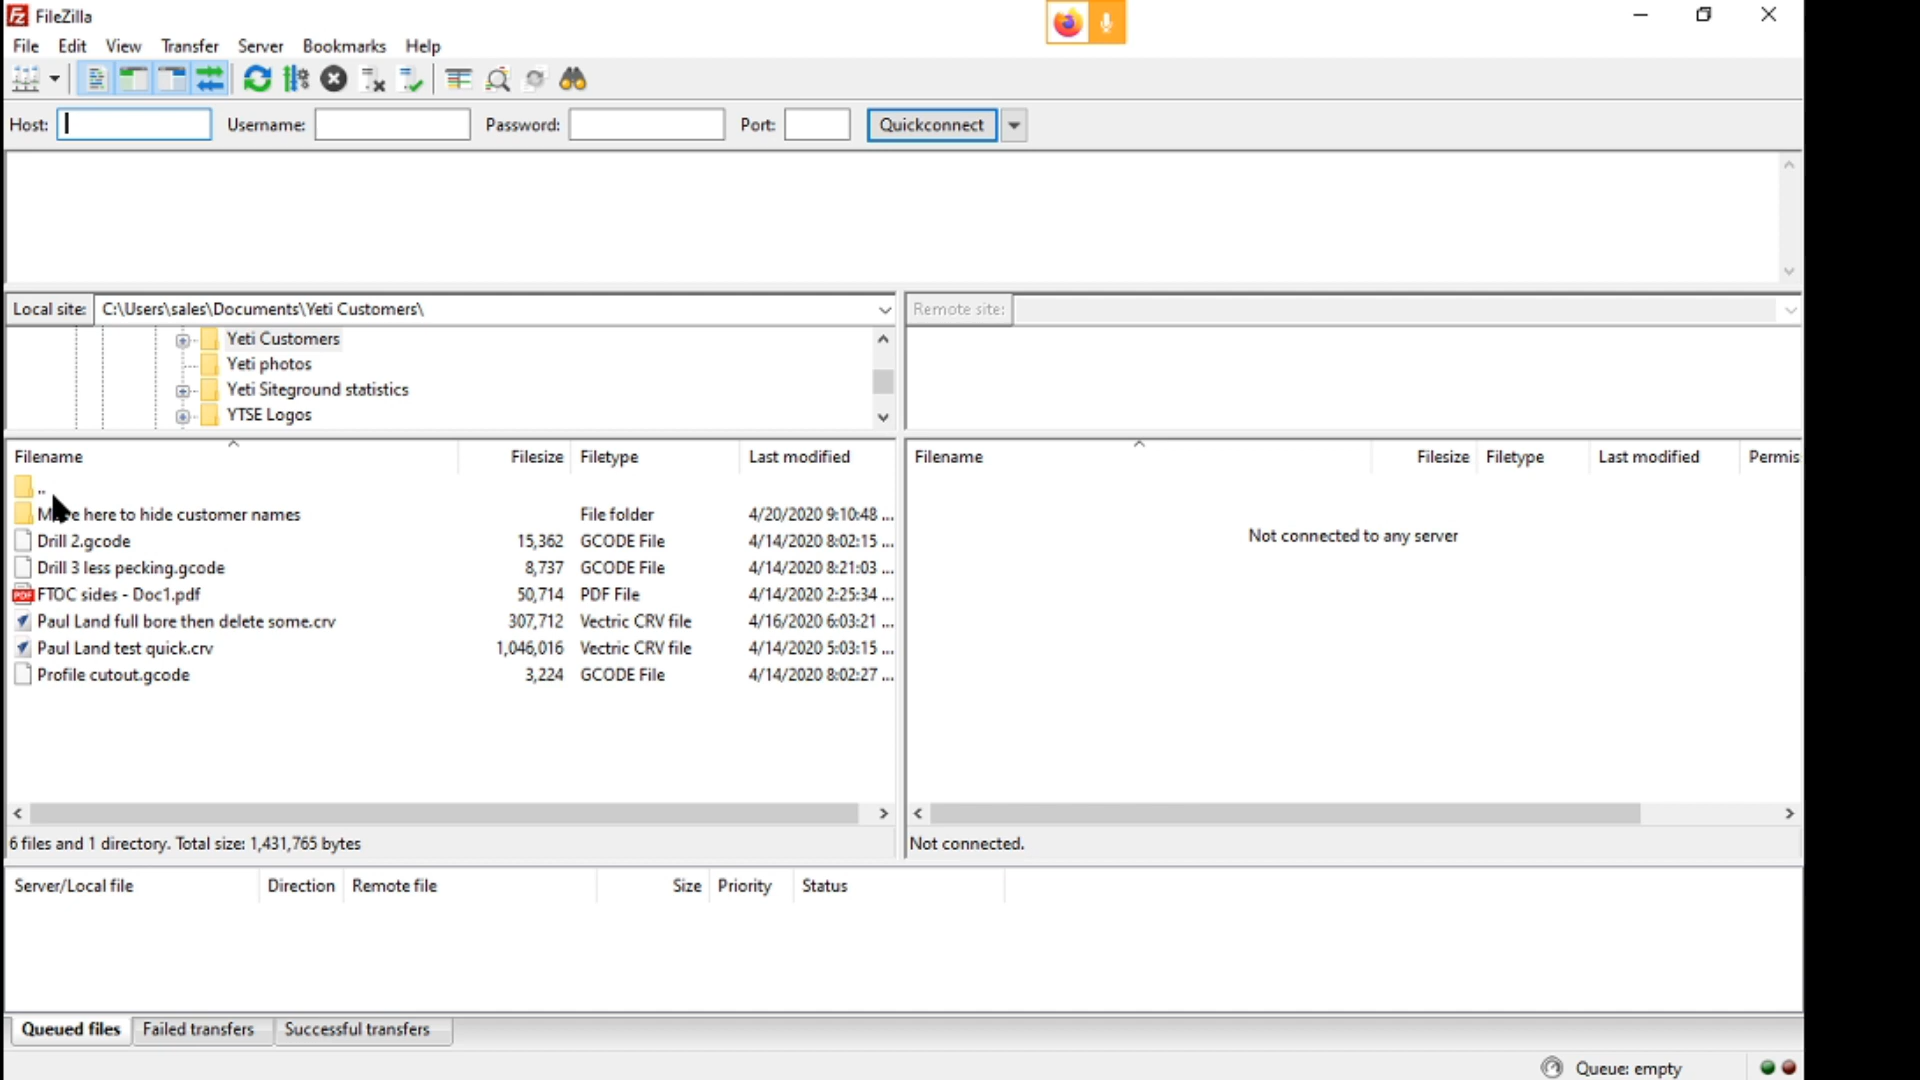 FileZilla
File Edit View Transfer Server Bookmarks Help
Host: Username: Password: Port: Quickconnect
Local site: C:\Users\sales\Documents\Yeti Customers\
Remote site:
Yeti Customers
Yeti photos
Yeti Siteground statistics
YTSE Logos
Filename Filesize Filetype Last modified
..
here to hide customer names File folder 4/20/2020 9:10:48 ...
Drill 2.gcode 15,362 GCODE File 4/14/2020 8:02:15 ...
Drill 3 less pecking.gcode 8,737 GCODE File 4/14/2020 8:21:03 ...
FTOC sides - Doc1.pdf 50,714 PDF File 4/14/2020 2:25:34 ...
Paul Land full bore then delete some.crv 307,712 Vectric CRV file 4/16/2020 6:03:21 ...
Paul Land test quick.crv 1,046,016 Vectric CRV file 4/14/2020 5:03:15 ...
Profile cutout.gcode 3,224 GCODE File 4/14/2020 8:02:27 ...
6 files and 1 directory. Total size: 1,431,765 bytes
Filename Filesize Filetype Last modified Permis
Not connected to any server
Not connected.
Server/Local file Direction Remote file Size Priority Status
Queued files Failed transfers Successful transfers
Queue: empty